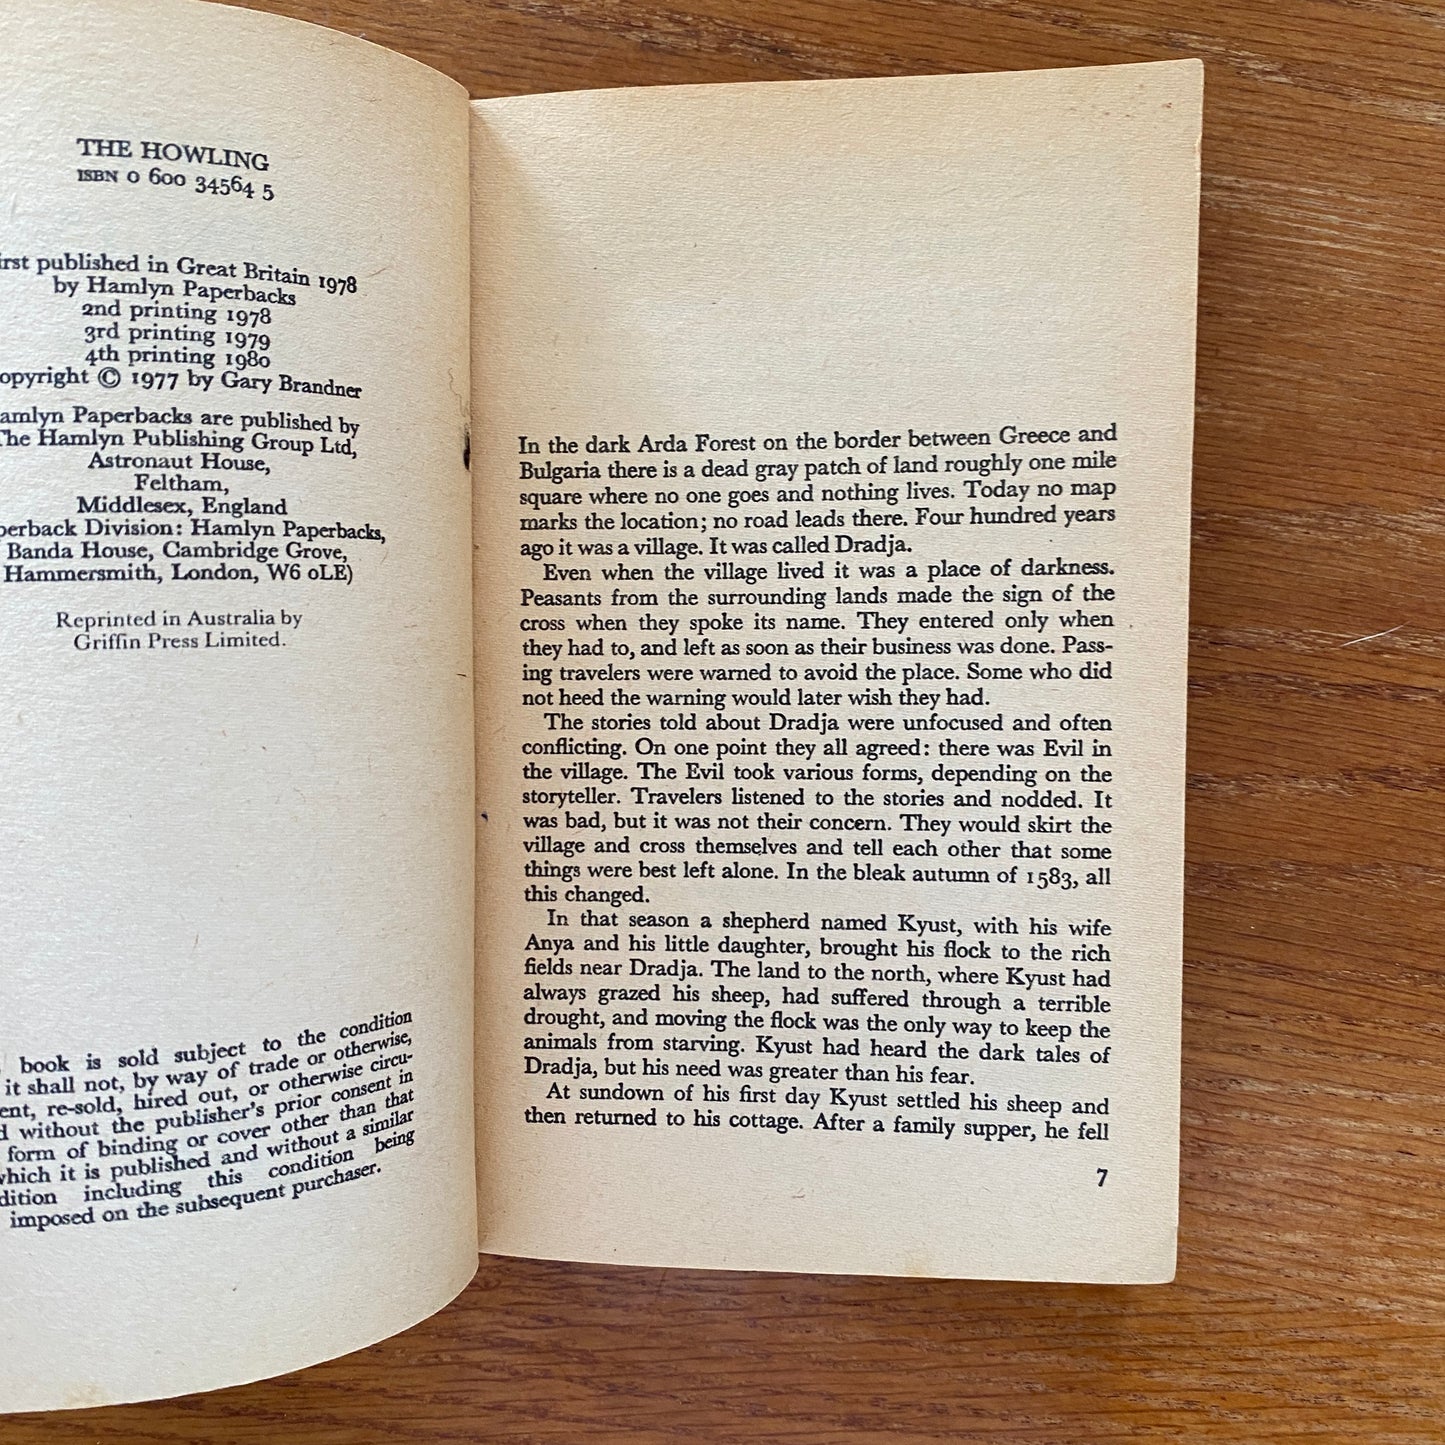 THE HOWLING
ISBN 0 600 34564 5
irst published in Great Britain 1978
by Hamlyn Paperbacks
2nd printing 1978
3rd printing 1979
4th printing 1980
opyright © 1977 by Gary Brandner
amlyn Paperbacks are published by
The Hamlyn Publishing Group Ltd,
Astronaut House,
Feltham,
Middlesex, England
perback Division: Hamlyn Paperbacks,
Banda House, Cambridge Grove,
Hammersmith, London, W6 0LE)
Reprinted in Australia by
Griffin Press Limited.
book is sold subject to the condition
it shall not, by way of trade or otherwise,
ent, re-sold, hired out, or otherwise circu-
d without the publisher's prior consent in
form of binding or cover other than that
which it is published and without a similar
dition including this condition being
imposed on the subsequent purchaser.
In the dark Arda Forest on the border between Greece and
Bulgaria there is a dead gray patch of land roughly one mile
square where no one goes and nothing lives. Today no map
marks the location; no road leads there. Four hundred years
ago it was a village. It was called Dradja.
Even when the village lived it was a place of darkness.
Peasants from the surrounding lands made the sign of the
cross when they spoke its name. They entered only when
they had to, and left as soon as their business was done. Pass-
ing travelers were warned to avoid the place. Some who did
not heed the warning would later wish they had.
The stories told about Dradja were unfocused and often
conflicting. On one point they all agreed: there was Evil in
the village. The Evil took various forms, depending on the
storyteller. Travelers listened to the stories and nodded. It
was bad, but it was not their concern. They would skirt the
village and cross themselves and tell each other that some
things were best left alone. In the bleak autumn of 1583, all
this changed.
In that season a shepherd named Kyust, with his wife
Anya and his little daughter, brought his flock to the rich
fields near Dradja. The land to the north, where Kyust had
always grazed his sheep, had suffered through a terrible
drought, and moving the flock was the only way to keep the
animals from starving. Kyust had heard the dark tales of
Dradja, but his need was greater than his fear.
At sundown of his first day Kyust settled his sheep and
then returned to his cottage. After a family supper, he fell
7